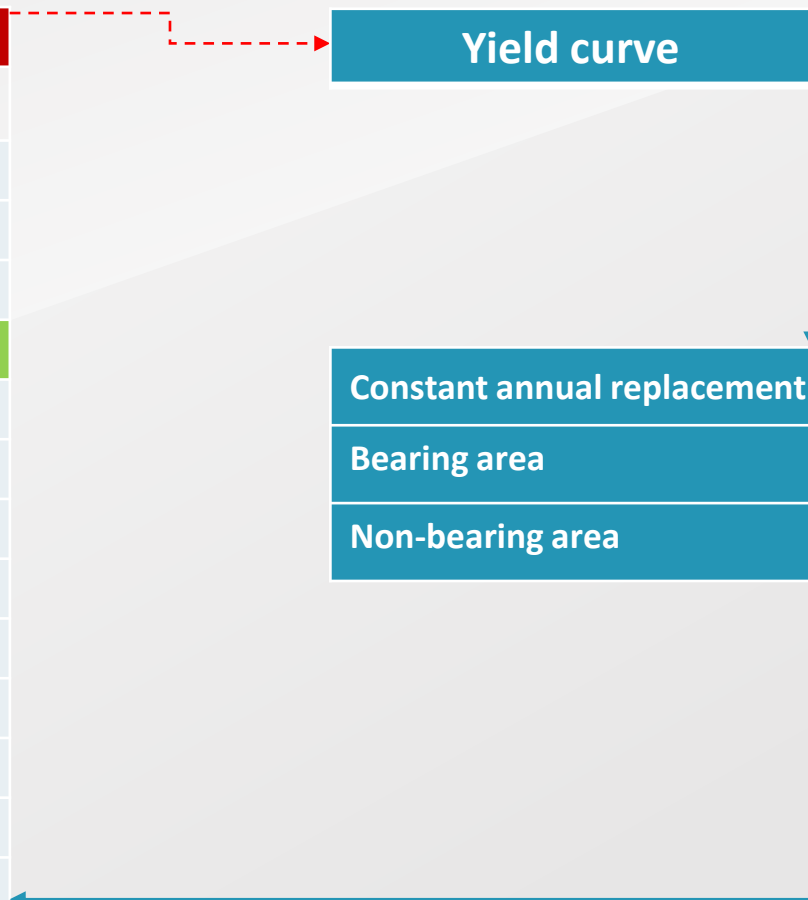 Yield curve
Constant annual replacement
Bearing area
Non-bearing area